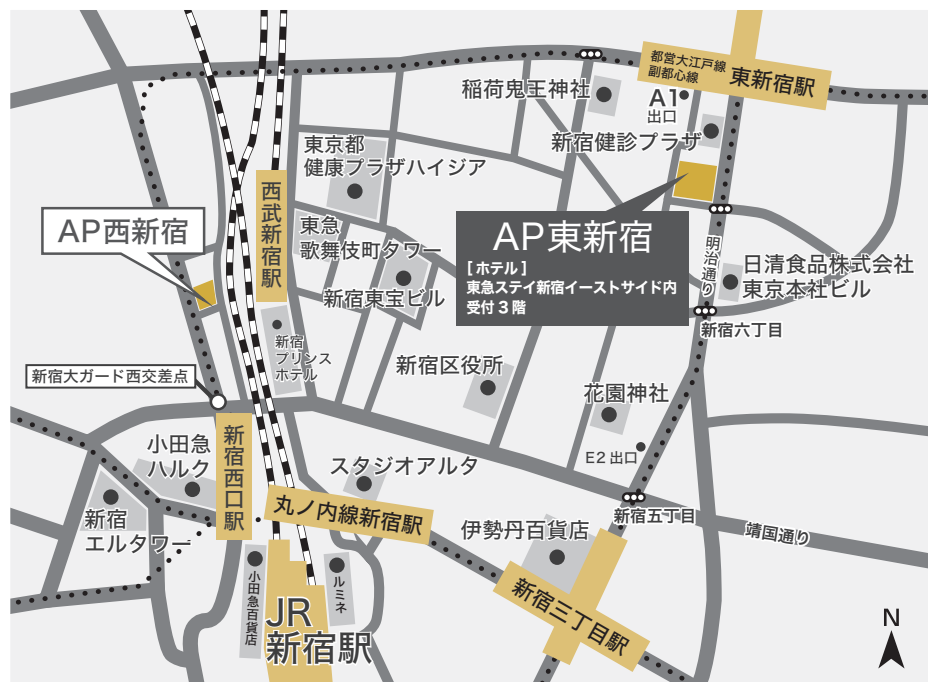 都営大江戸線
副都心線
東新宿駅
稲荷鬼王神社
A1
出口
新宿健診プラザ
東京都
健康プラザハイジア
西武新宿駅
AP西新宿
東急
歌舞伎町タワー
AP東新宿
[ホテル]
東急ステイ新宿イーストサイド内
受付3階
明治通り
日清食品株式会社
東京本社ビル
新宿東宝ビル
新宿六丁目
新宿
プリンス
ホテル
新宿区役所
新宿大ガード西交差点
花園神社
小田急
ハルク
新宿西口駅
スタジオアルタ
E2出口
丸ノ内線新宿駅
新宿五丁目
新宿
エルタワー
伊勢丹百貨店
靖国通り
小田急百貨店
ルミネ
新宿三丁目駅
JR
新宿駅
N